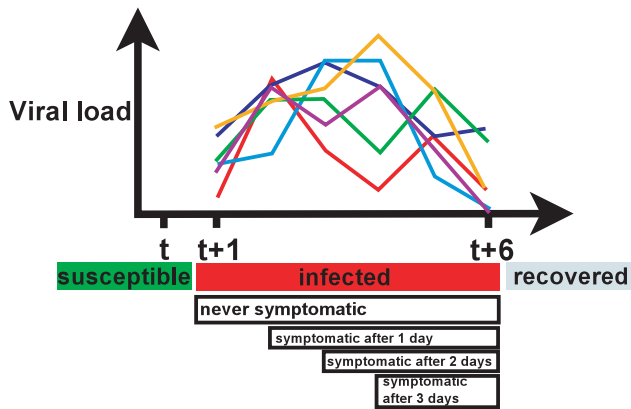 Viral load
t t+1 t+6
susceptible infected recovered
never symptomatic
symptomatic after 1 day
symptomatic after 2 days
symptomatic
after 3 days